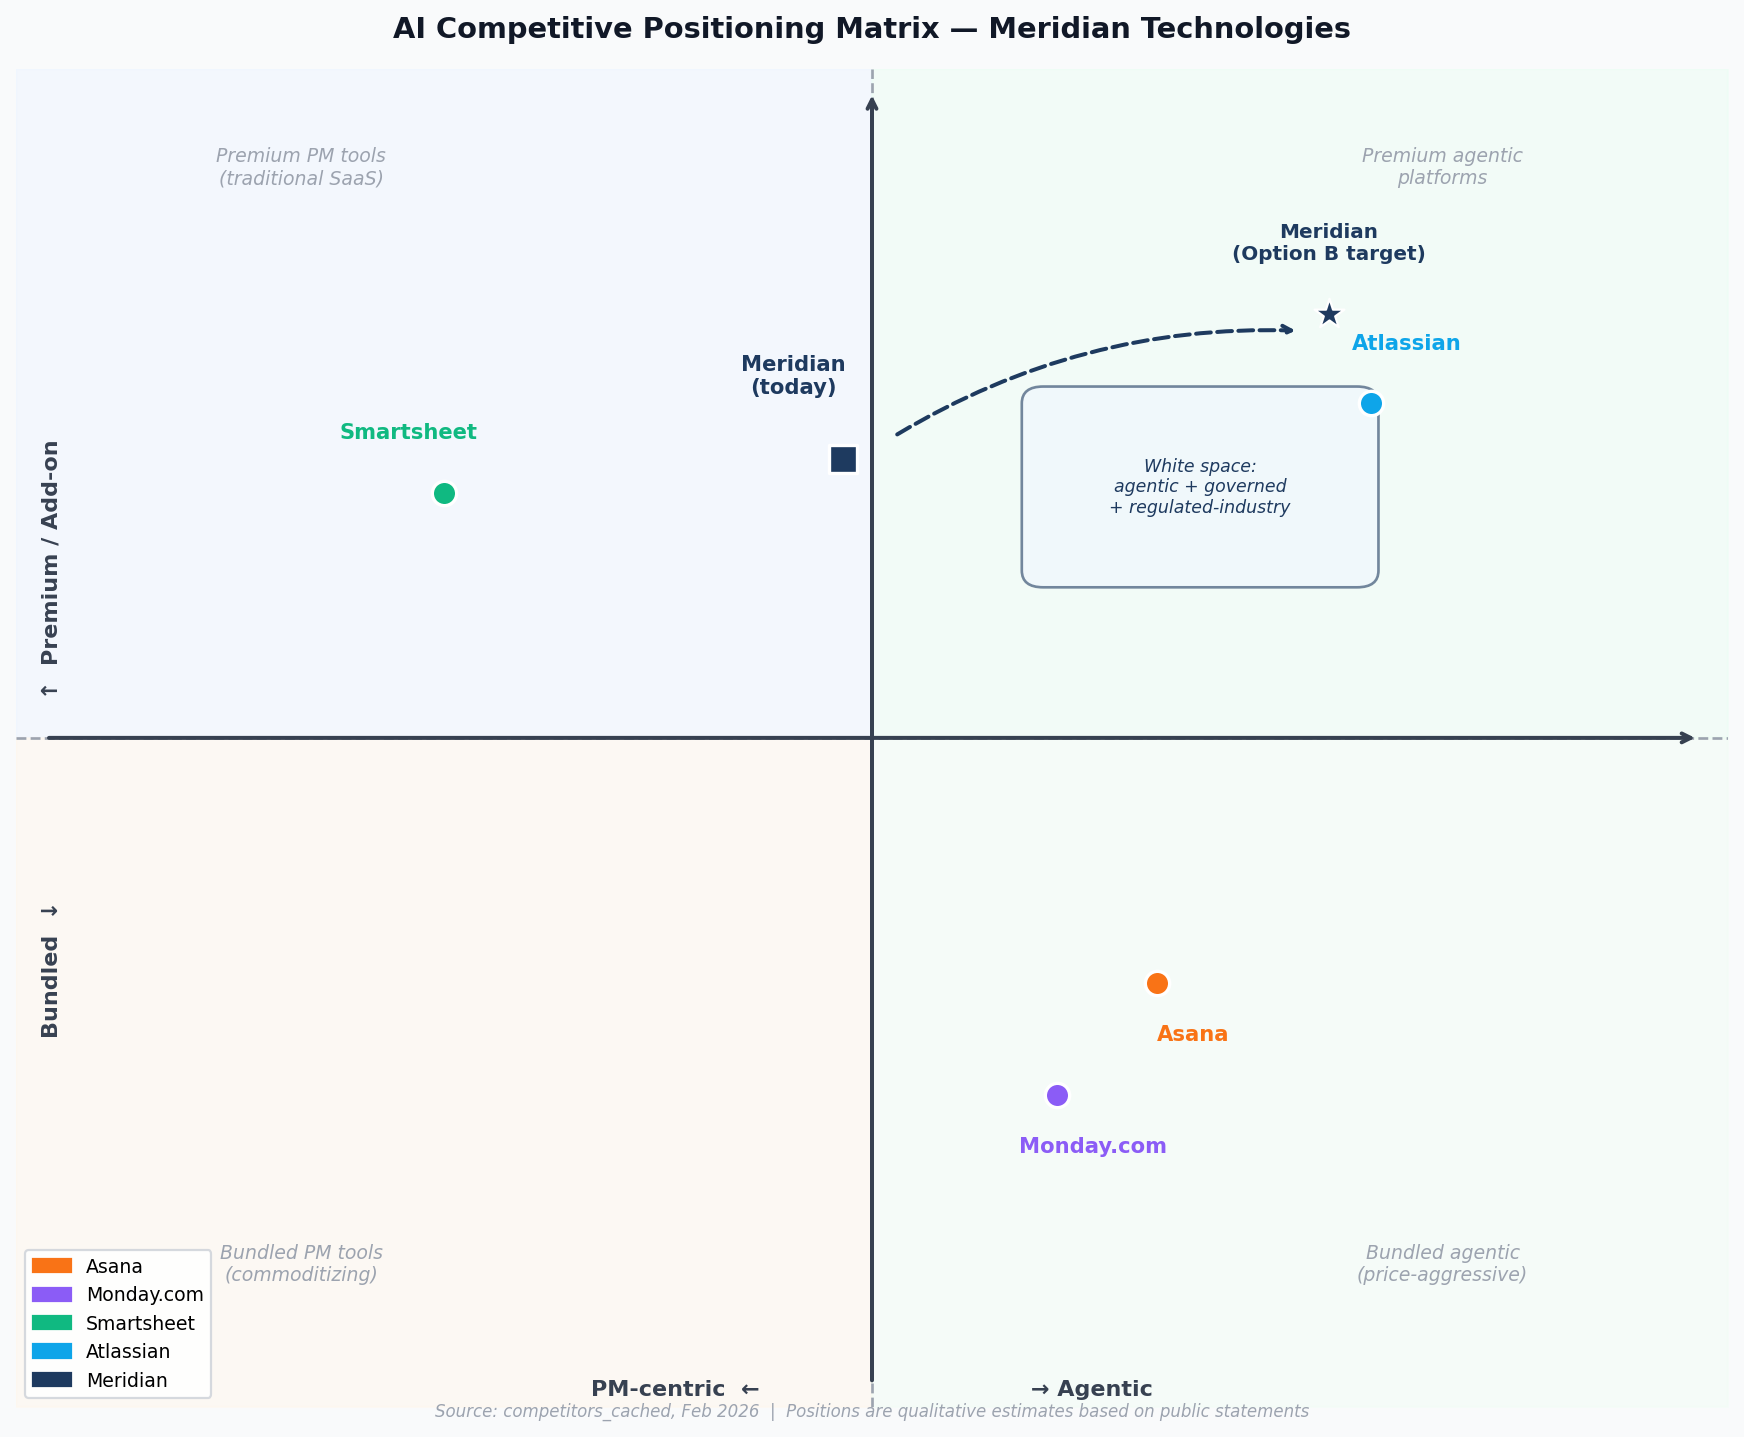 AI Competitive Positioning Matrix — Meridian Technologies
Premium PM tools
(traditional SaaS)
Premium agentic
platforms
Meridian
(Option B target)
Atlassian
Meridian
(today)
Smartsheet
White space:
agentic + governed
+ regulated-industry
↑ Premium / Add-on
Bundled ↓
Asana
Monday.com
Bundled PM tools
(commoditizing)
Bundled agentic
(price-aggressive)
Asana
Monday.com
Smartsheet
Atlassian
Meridian
PM-centric ←
→ Agentic
Source: competitors_cached, Feb 2026 | Positions are qualitative estimates based on public statements